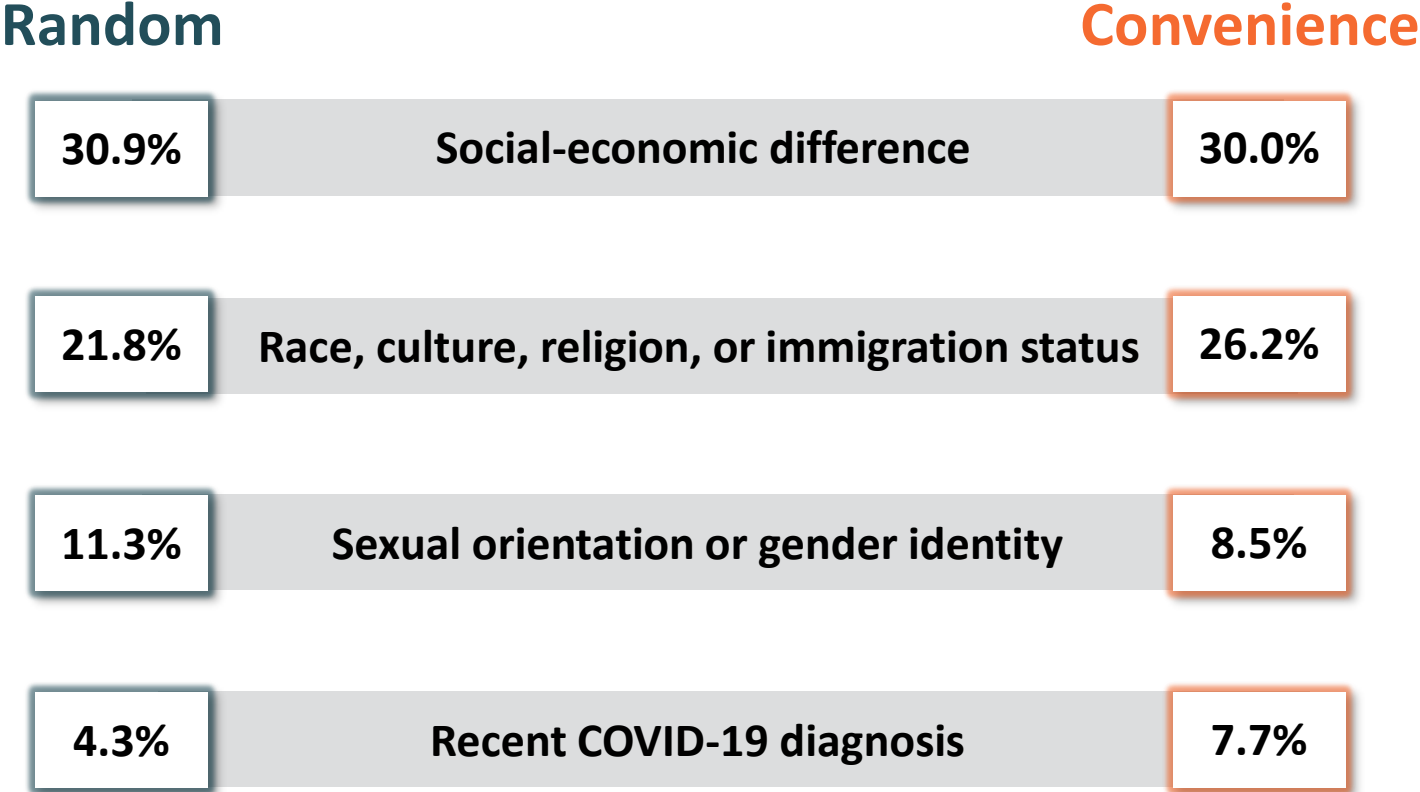 Random Convenience
30.9% Social-economic difference 30.0%
21.8% Race, culture, religion, or immigration status 26.2%
11.3% Sexual orientation or gender identity 8.5%
4.3% Recent COVID-19 diagnosis 7.7%